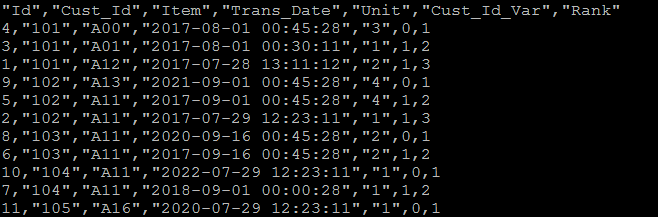 "Id","Cust_Id","Item","Trans_Date","Unit","Cust_Id_Var","Rank"
4,"101","A00","2017-08-01 00:45:28","3",0,1
3,"101","A01","2017-08-01 00:30:11","1",1,2
1,"101","A12","2017-07-28 13:11:12","2",1,3
9,"102","A13","2021-09-01 00:45:28","4",0,1
5,"102","A11","2017-09-01 00:45:28","4",1,2
2,"102","A11","2017-07-29 12:23:11","1",1,3
8,"103","A11","2020-09-16 00:45:28","2",0,1
6,"103","A11","2017-09-16 00:45:28","2",1,2
10,"104","A11","2022-07-29 12:23:11","1",0,1
7,"104","A11","2018-09-01 00:00:28","1",1,2
11,"105","A16","2020-07-29 12:23:11","1",0,1